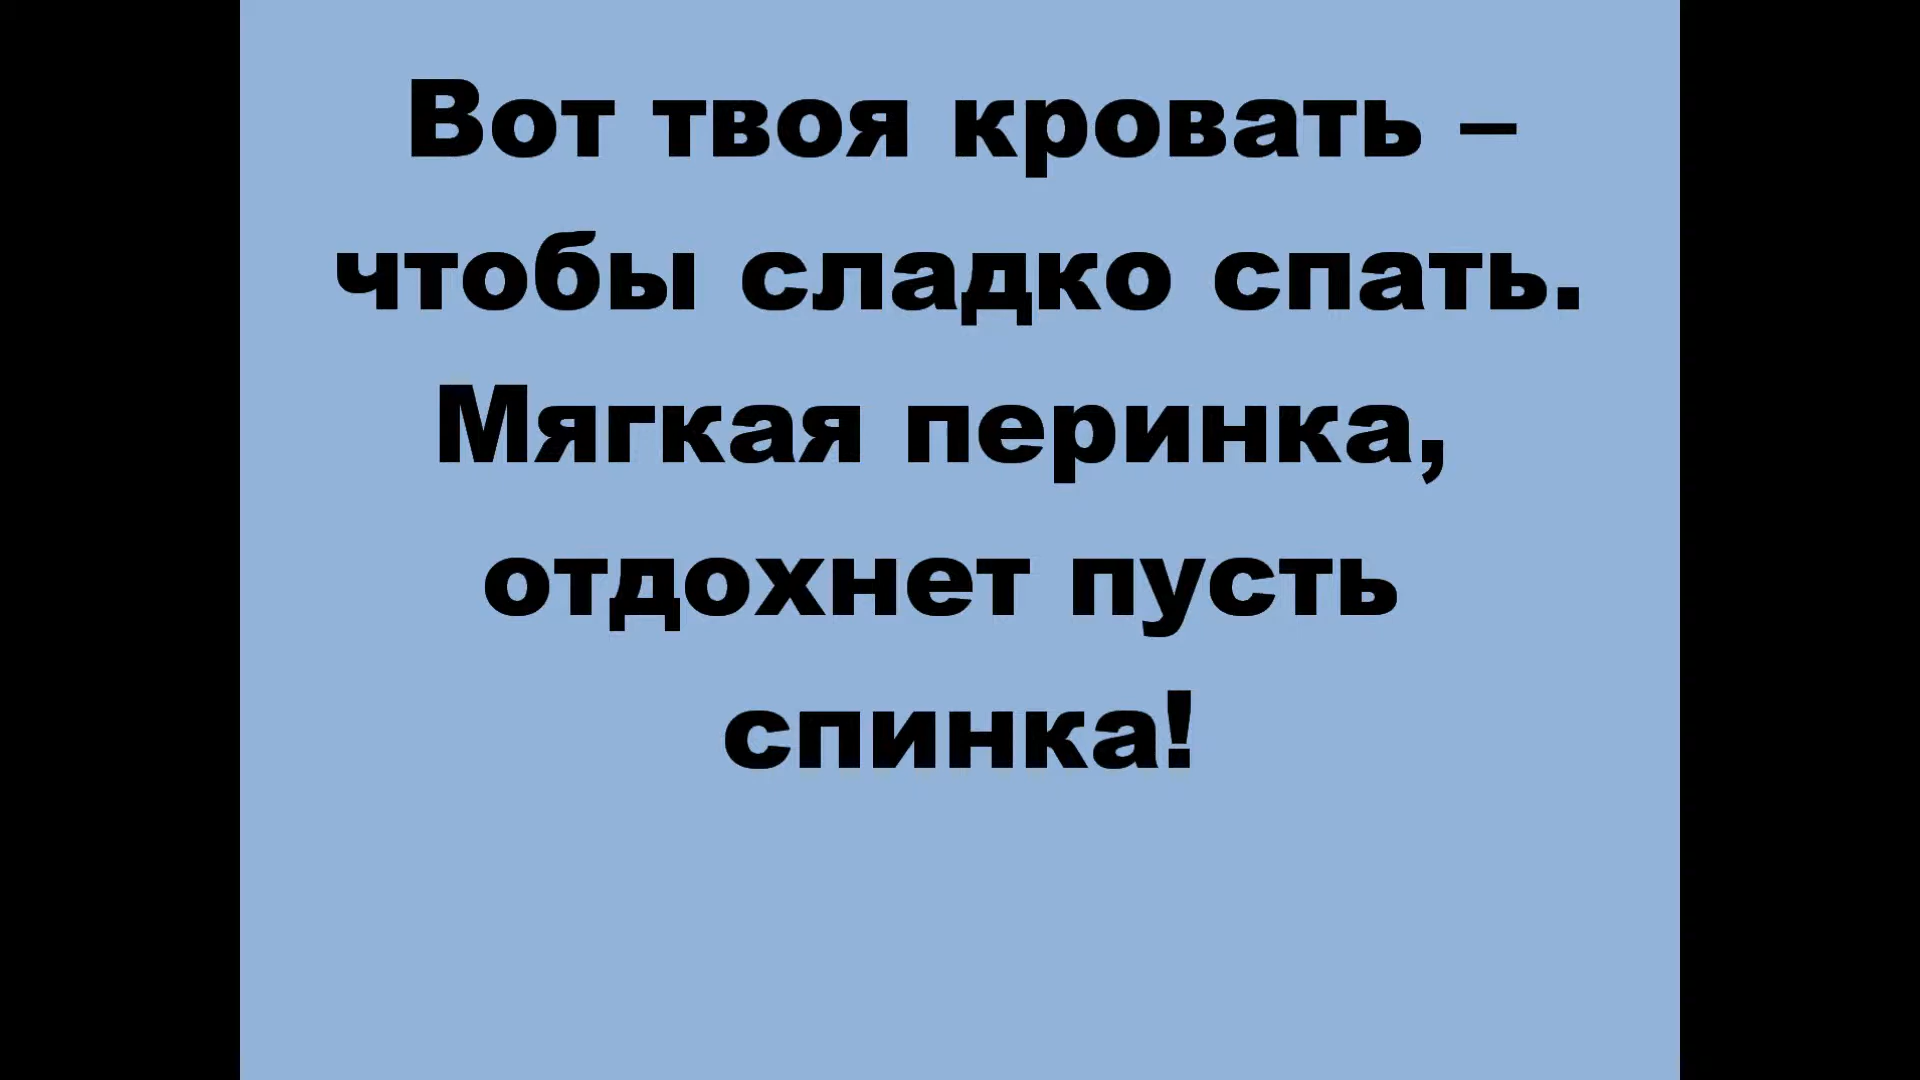 Вот твоя кровать –
чтобы сладко спать.
Мягкая перинка,
отдохнет пусть
спинка!